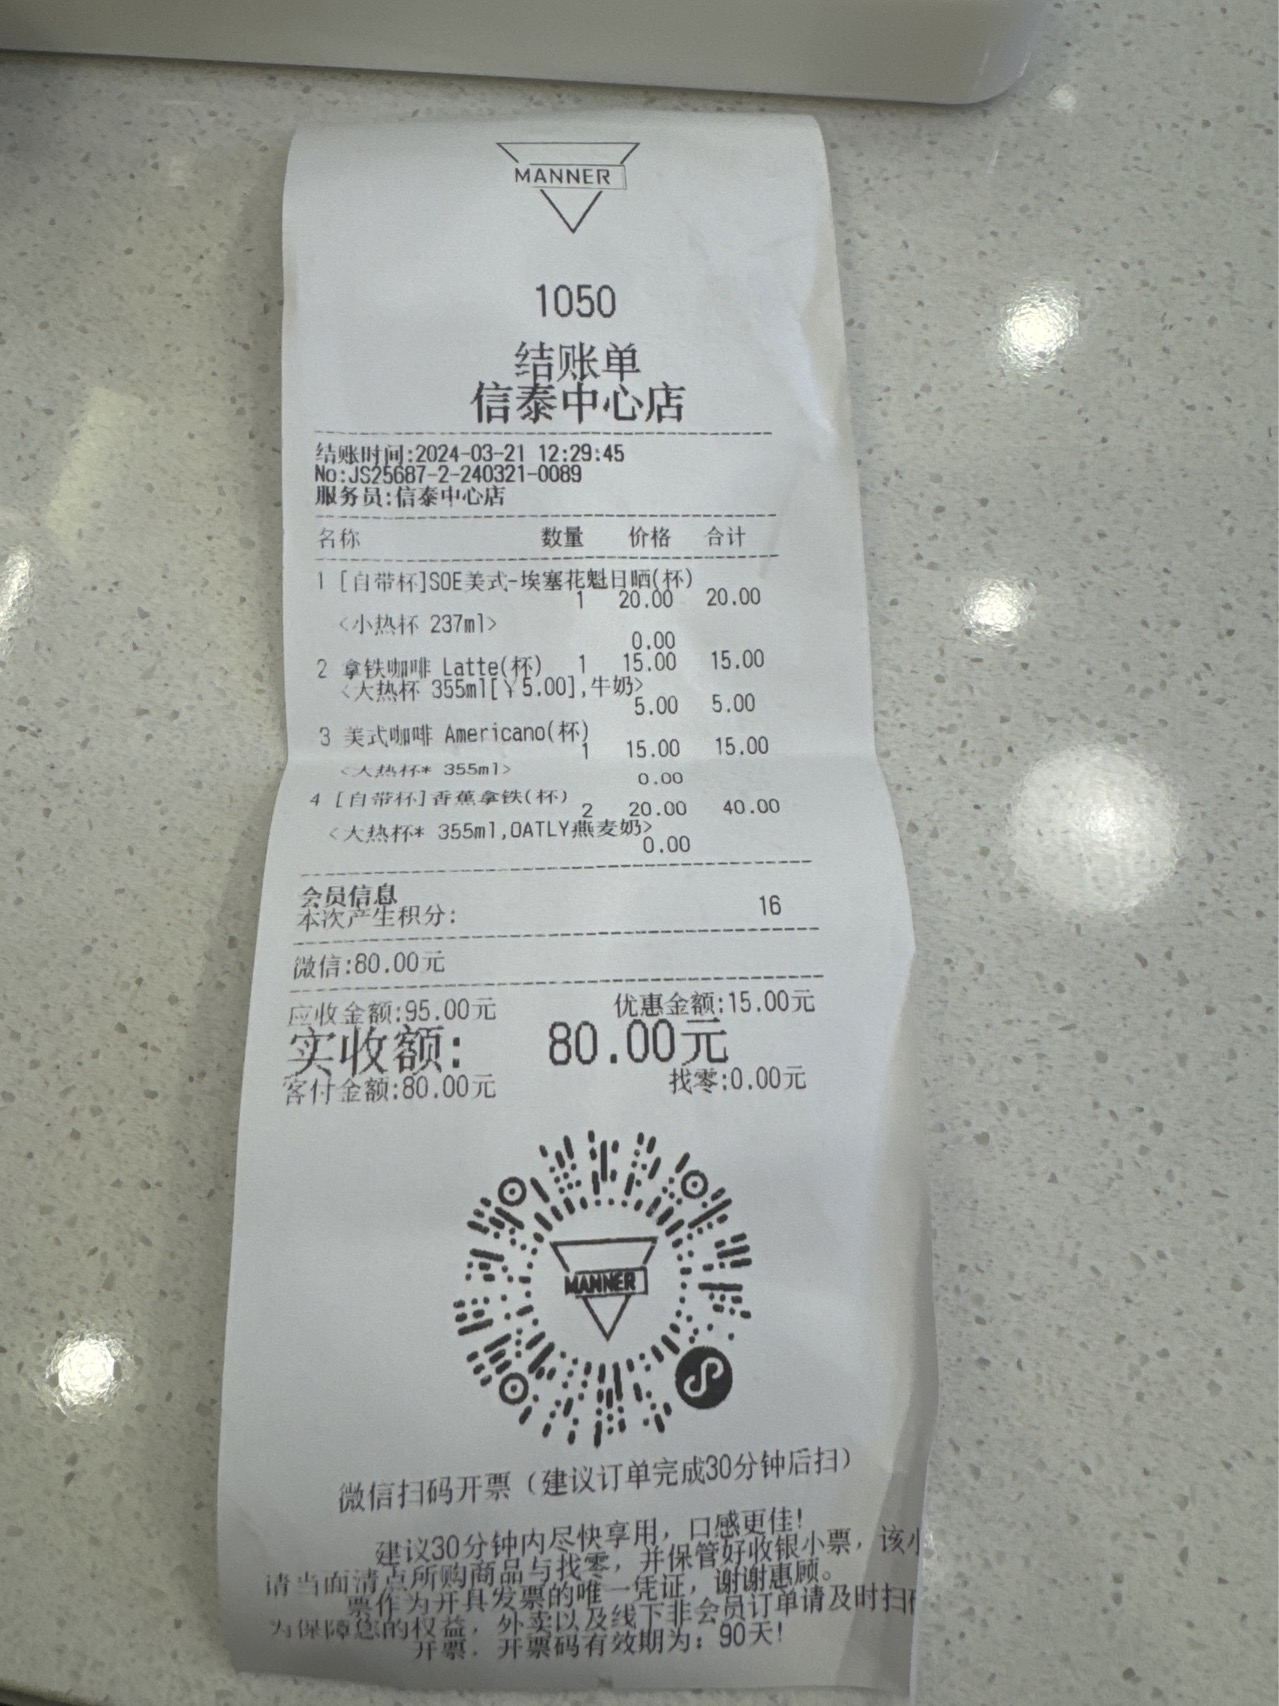 MANNER
1050
结账单
信泰中心店
结账时间:2024-03-21 12:29:45
No:JS25687-2-240321-0089
服务员:信泰中心店
名称 数量 价格 合计
1 [自带杯]SOE美式-埃塞花魁日晒(杯)
1 20.00 20.00
<小热杯 237ml>
0.00
2 拿铁咖啡 Latte(杯) 1 15.00 15.00
<大热杯 355ml[¥5.00],牛奶>
5.00 5.00
3 美式咖啡 Americano(杯)
1 15.00 15.00
<大热杯* 355ml>
0.00
4 [自带杯]香蕉拿铁(杯)
2 20.00 40.00
<大热杯* 355ml,OATLY燕麦奶>
0.00
会员信息
本次产生积分: 16
微信:80.00元
应收金额:95.00元 优惠金额:15.00元
实收额: 80.00元
客付金额:80.00元 找零:0.00元
MANNER
微信扫码开票（建议订单完成30分钟后扫）
建议30分钟内尽快享用，口感更佳!
请当面清点所购商品与找零，并保管好收银小票，该小
票作为开具发票的唯一凭证，谢谢惠顾。
为保障您的权益，外卖以及线下非会员订单请及时扫
开票．开票码有效期为：90天!